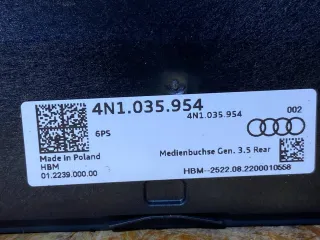 4N1.035.954
4N1.035.954
002
6PS
Made in Poland
HBM
01.2239.000.00
Medienbuchse Gen. 3.5 Rear
HBM--2522.08.2200010558